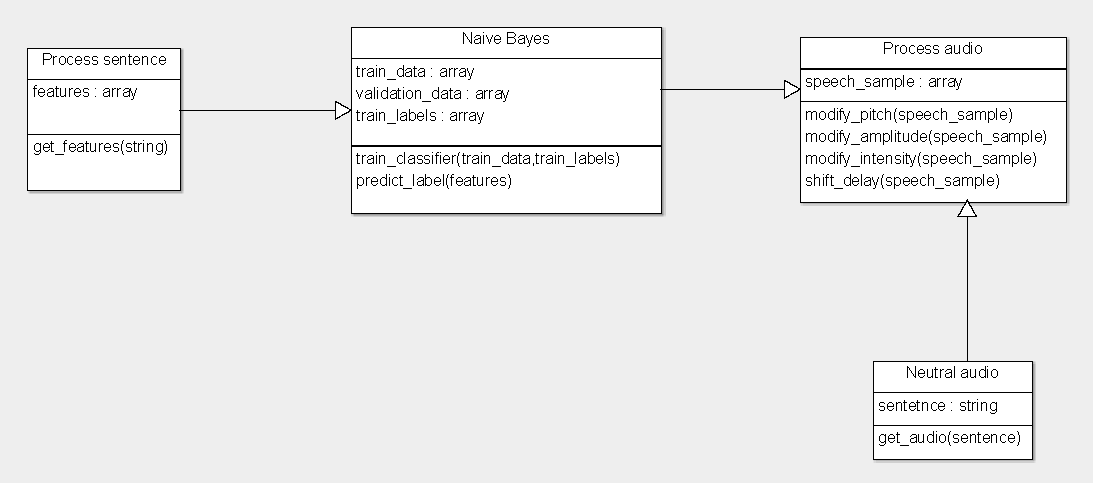 Process sentence
features : array
get_features(string)
Naive Bayes
train_data : array
validation_data : array
train_labels : array
train_classifier(train_data,train_labels)
predict_label(features)
Process audio
speech_sample : array
modify_pitch(speech_sample)
modify_amplitude(speech_sample)
modify_intensity(speech_sample)
shift_delay(speech_sample)
Neutral audio
sentetnce : string
get_audio(sentence)